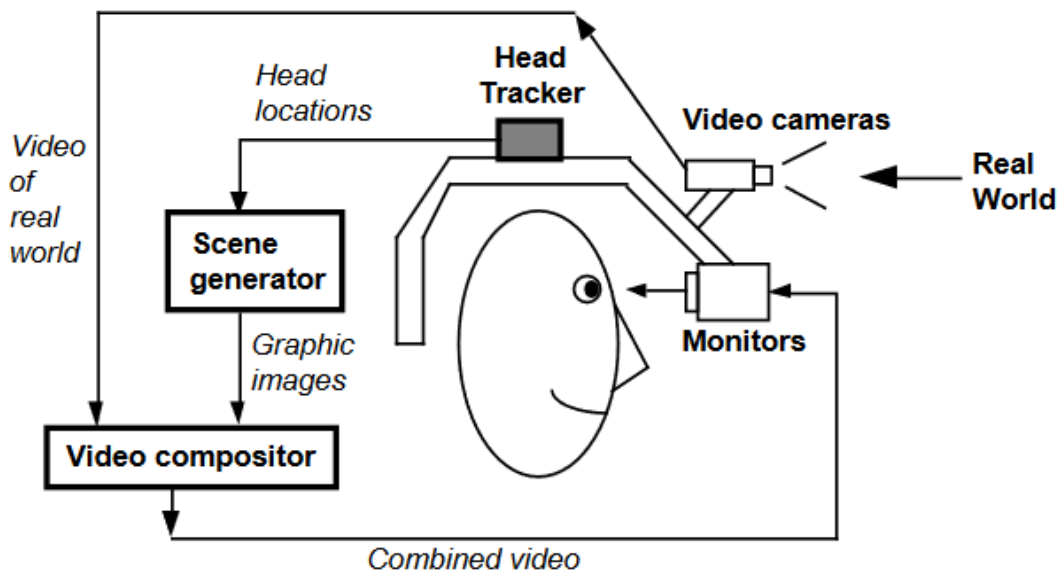 Head
Tracker
Head
locations
Video cameras
Video
of
real
world
Real
World
Scene
generator
Monitors
Graphic
images
Video compositor
Combined video